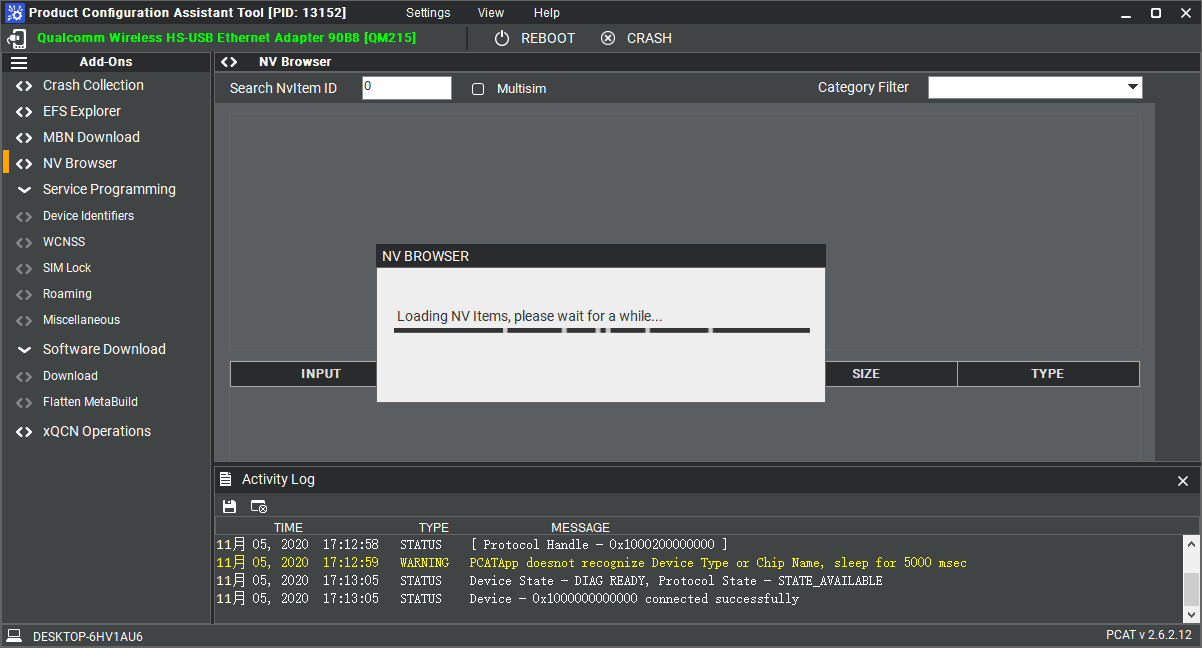 Product Configuration Assistant Tool [PID: 13152] Settings View Help
Qualcomm Wireless HS-USB Ethernet Adapter 90B8 [QM215] REBOOT CRASH
Add-Ons
Crash Collection
EFS Explorer
MBN Download
NV Browser
Service Programming
Device Identifiers
WCNSS
SIM Lock
Roaming
Miscellaneous
Software Download
Download
Flatten MetaBuild
xQCN Operations
NV Browser
Search NvItem ID 0 Multisim Category Filter
NV BROWSER
Loading NV Items, please wait for a while...
INPUT SIZE TYPE
Activity Log
TIME TYPE MESSAGE
11月 05, 2020 17:12:58 STATUS [ Protocol Handle - 0x1000200000000 ]
11月 05, 2020 17:12:59 WARNING PCATApp doesnot recognize Device Type or Chip Name, sleep for 5000 msec
11月 05, 2020 17:13:05 STATUS Device State - DIAG READY, Protocol State - STATE_AVAILABLE
11月 05, 2020 17:13:05 STATUS Device - 0x1000000000000 connected successfully
DESKTOP-6HV1AU6 PCAT v 2.6.2.12